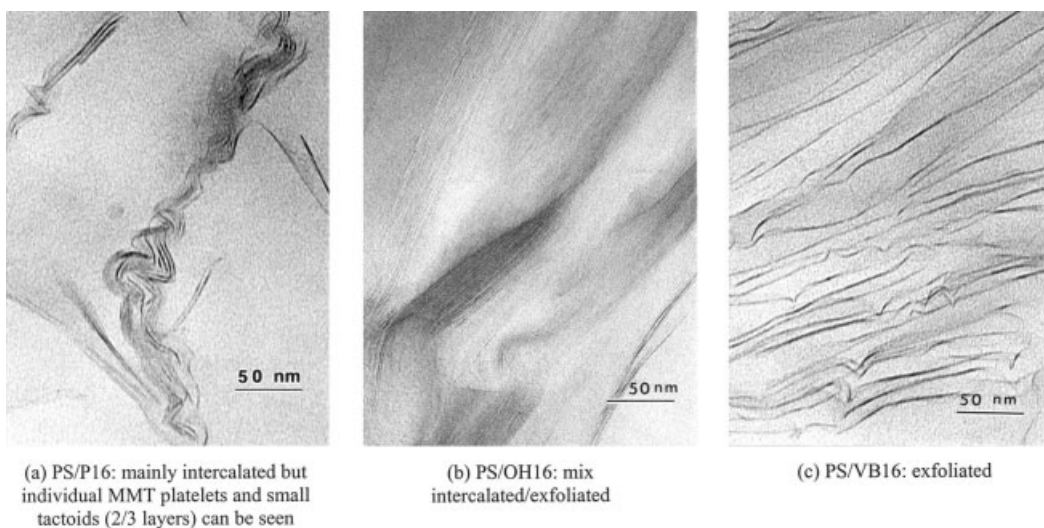 50 nm
50 nm
50 nm
(a) PS/P16: mainly intercalated but
individual MMT platelets and small
tactoids (2/3 layers) can be seen
(b) PS/OH16: mix
intercalated/exfoliated
(c) PS/VB16: exfoliated